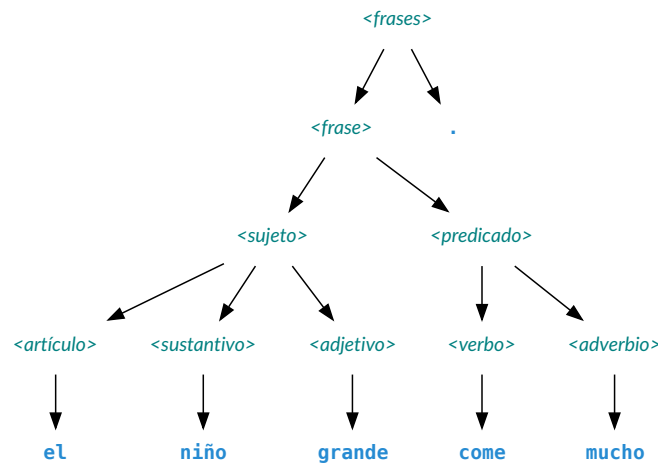 <frases>
<frase> .
<sujeto> <predicado>
<artículo> <sustantivo> <adjetivo> <verbo> <adverbio>
el niño grande come mucho